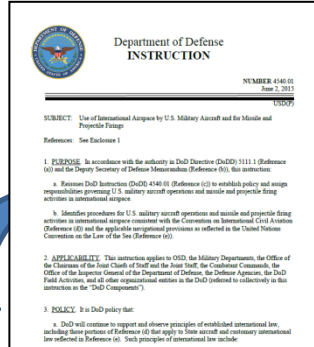 Department of Defense
INSTRUCTION
NUMBER 4540.01
June 2, 2015
USD(P)
SUBJECT: Use of International Airspace by U.S. Military Aircraft and for Missile and
Projectile Firings
References: See Enclosure 1
1. PURPOSE. In accordance with the authority in DoD Directive (DoDD) 5111.1 (Reference
(a)) and the Deputy Secretary of Defense Memorandum (Reference (b)), this instruction:
a. Reissues DoD Instruction (DoDI) 4540.01 (Reference (c)) to establish policy and assign
responsibilities governing U.S. military aircraft operations and missile and projectile firing
activities in international airspace.
b. Identifies procedures for U.S. military aircraft operations and missile and projectile firing
activities in international airspace consistent with the Convention on International Civil Aviation
(Reference (d)) and the applicable navigational provisions as reflected in the United Nations
Convention on the Law of the Sea (Reference (e)).
2. APPLICABILITY. This instruction applies to OSD, the Military Departments, the Office of
the Chairman of the Joint Chiefs of Staff and the Joint Staff, the Combatant Commands, the
Office of the Inspector General of the Department of Defense, the Defense Agencies, the DoD
Field Activities, and all other organizational entities in the DoD (referred to collectively in this
instruction as the "DoD Components").
3. POLICY. It is DoD policy that:
a. DoD will continue to support and observe principles of established international law,
including those portions of Reference (d) that apply to State aircraft and customary international
law reflected in Reference (e). Such principles of international law include: